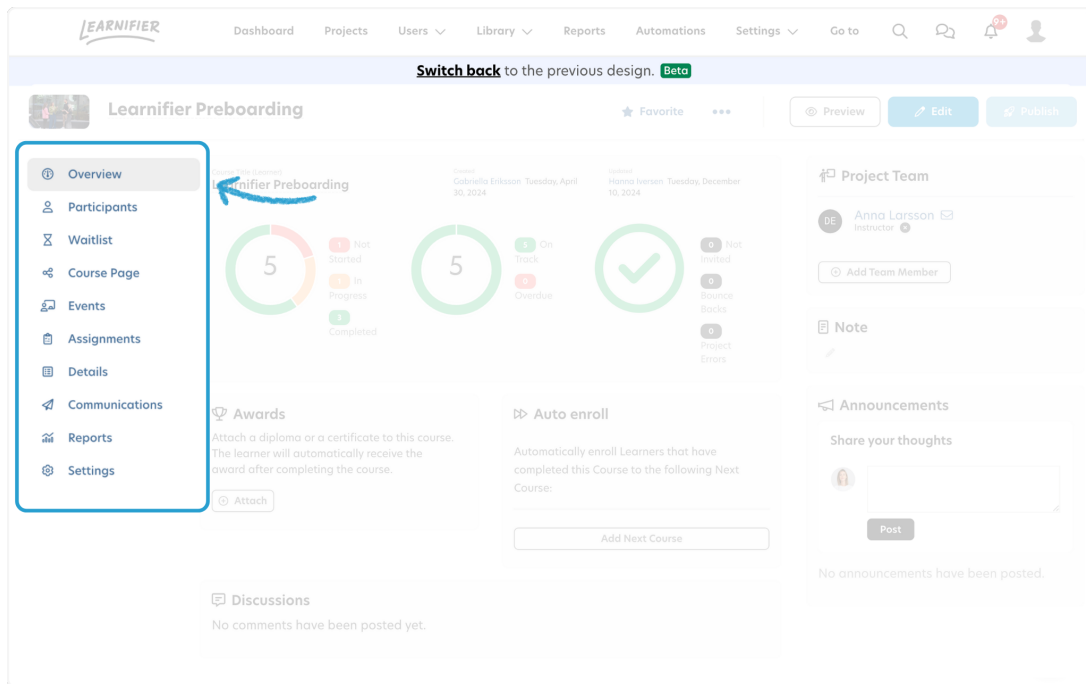 LEARNIFIER
Dashboard Projects Users Library Reports Automations Settings Go to 9+
Switch back to the previous design. Beta
Learnifier Preboarding
Favorite
Preview
Edit
Publish
Overview
Participants
Waitlist
Course Page
Events
Assignments
Details
Communications
Reports
Settings
Course Title (Learner)
Learnifier Preboarding
Created
Gabriella Eriksson Tuesday, April
30, 2024
Updated
Hanna Iversen Tuesday, December
10, 2024
5
1 Not
Started
1 In
Progress
3
Completed
5
5 On
Track
0
Overdue
0 Not
Invited
0
Bounce
Backs
0
Project
Errors
Project Team
DE
Anna Larsson
Instructor
Add Team Member
Note
Awards
Attach a diploma or a certificate to this course.
The learner will automatically receive the
award after completing the course.
Attach
Auto enroll
Automatically enroll Learners that have
completed this Course to the following Next
Course:
Add Next Course
Announcements
Share your thoughts
Post
No announcements have been posted.
Discussions
No comments have been posted yet.